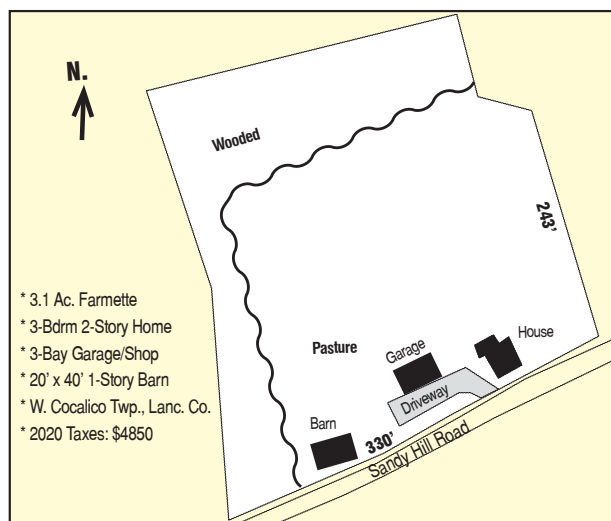 N.
Wooded
243'
* 3.1 Ac. Farmette
* 3-Bdrm 2-Story Home
* 3-Bay Garage/Shop
* 20' x 40' 1-Story Barn
* W. Cocalico Twp., Lanc. Co.
* 2020 Taxes: $4850
Pasture
Garage
House
Driveway
Barn
330'
Sandy Hill Road